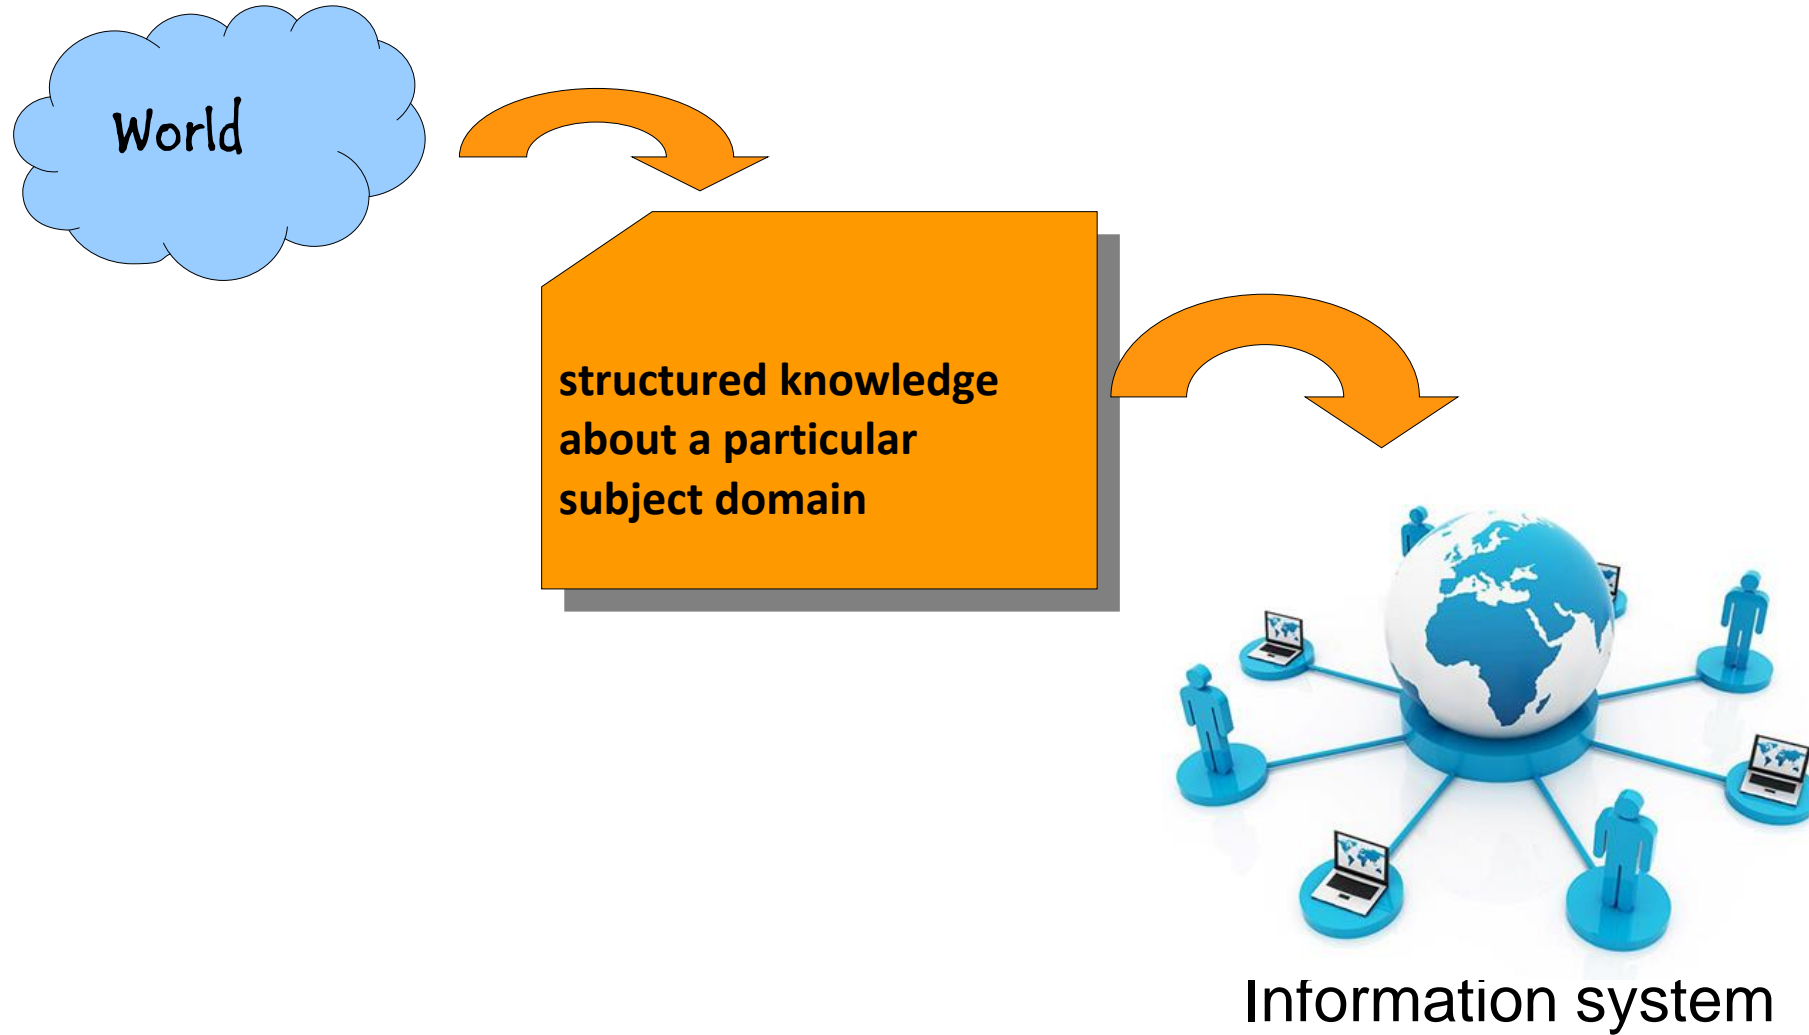 World
structured knowledge
about a particular
subject domain
Information system